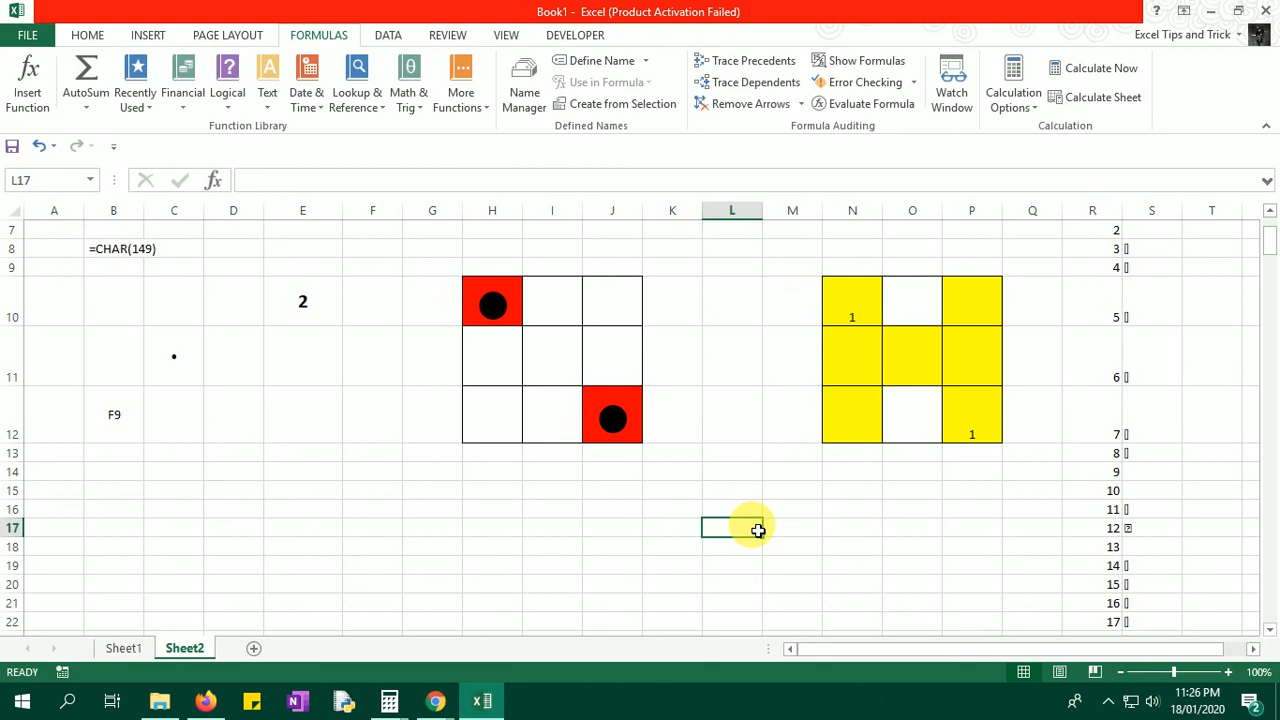 Book1 - Excel (Product Activation Failed)
FILE HOME INSERT PAGE LAYOUT FORMULAS DATA REVIEW VIEW DEVELOPER Excel Tips and Trick
Insert Function
AutoSum
Recently Used
Financial
Logical
Text
Date & Time
Lookup & Reference
Math & Trig
More Functions
Function Library
Name Manager
Define Name
Use in Formula
Create from Selection
Defined Names
Trace Precedents
Trace Dependents
Remove Arrows
Show Formulas
Error Checking
Evaluate Formula
Formula Auditing
Watch Window
Calculation Options
Calculate Now
Calculate Sheet
Calculation
L17 fx
A B C D E F G H I J K L M N O P Q R S T
7 2
8 =CHAR(149) 3
9 4
10 2 1 5
11 • 6
12 F9 1 7
13 8
14 9
15 10
16 11
17 12
18 13
19 14
20 15
21 16
22 17
Sheet1 Sheet2
READY 100%
11:26 PM
18/01/2020
2